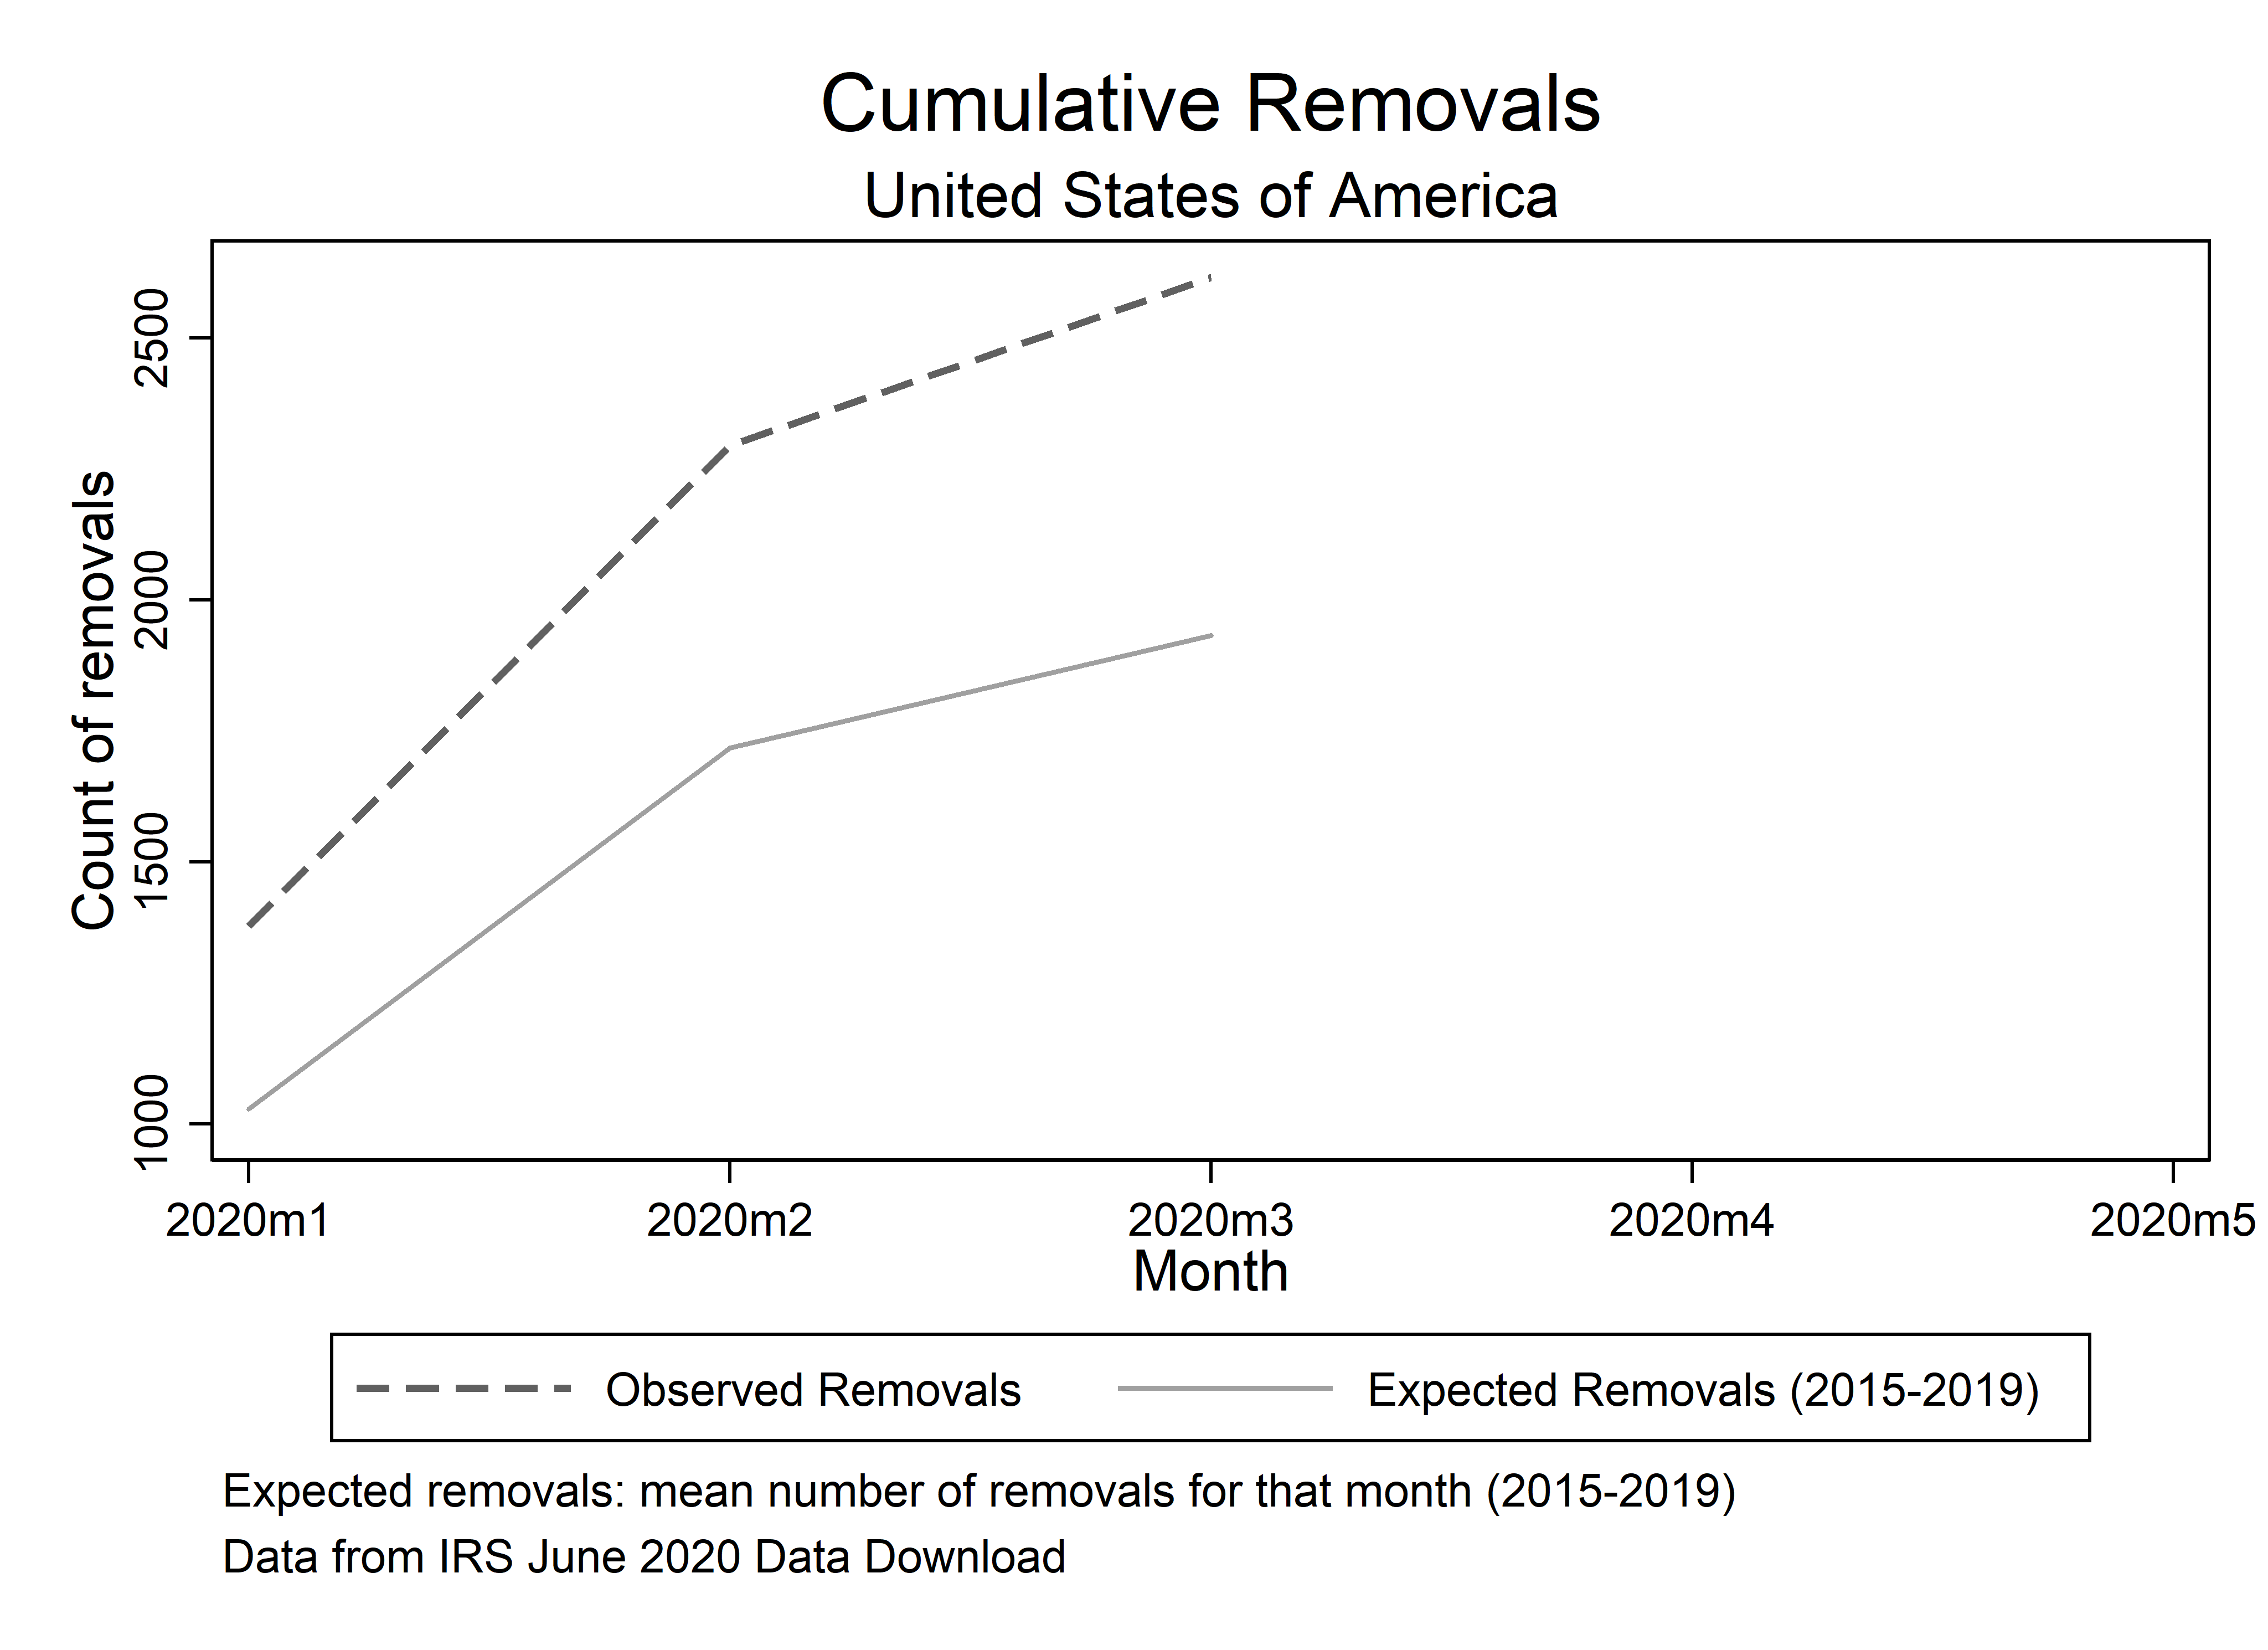 Cumulative Removals
United States of America
Count of removals
2500
2000
1500
1000
2020m1
2020m2
2020m3
2020m4
2020m5
Month
Observed Removals
Expected Removals (2015-2019)
Expected removals: mean number of removals for that month (2015-2019)
Data from IRS June 2020 Data Download